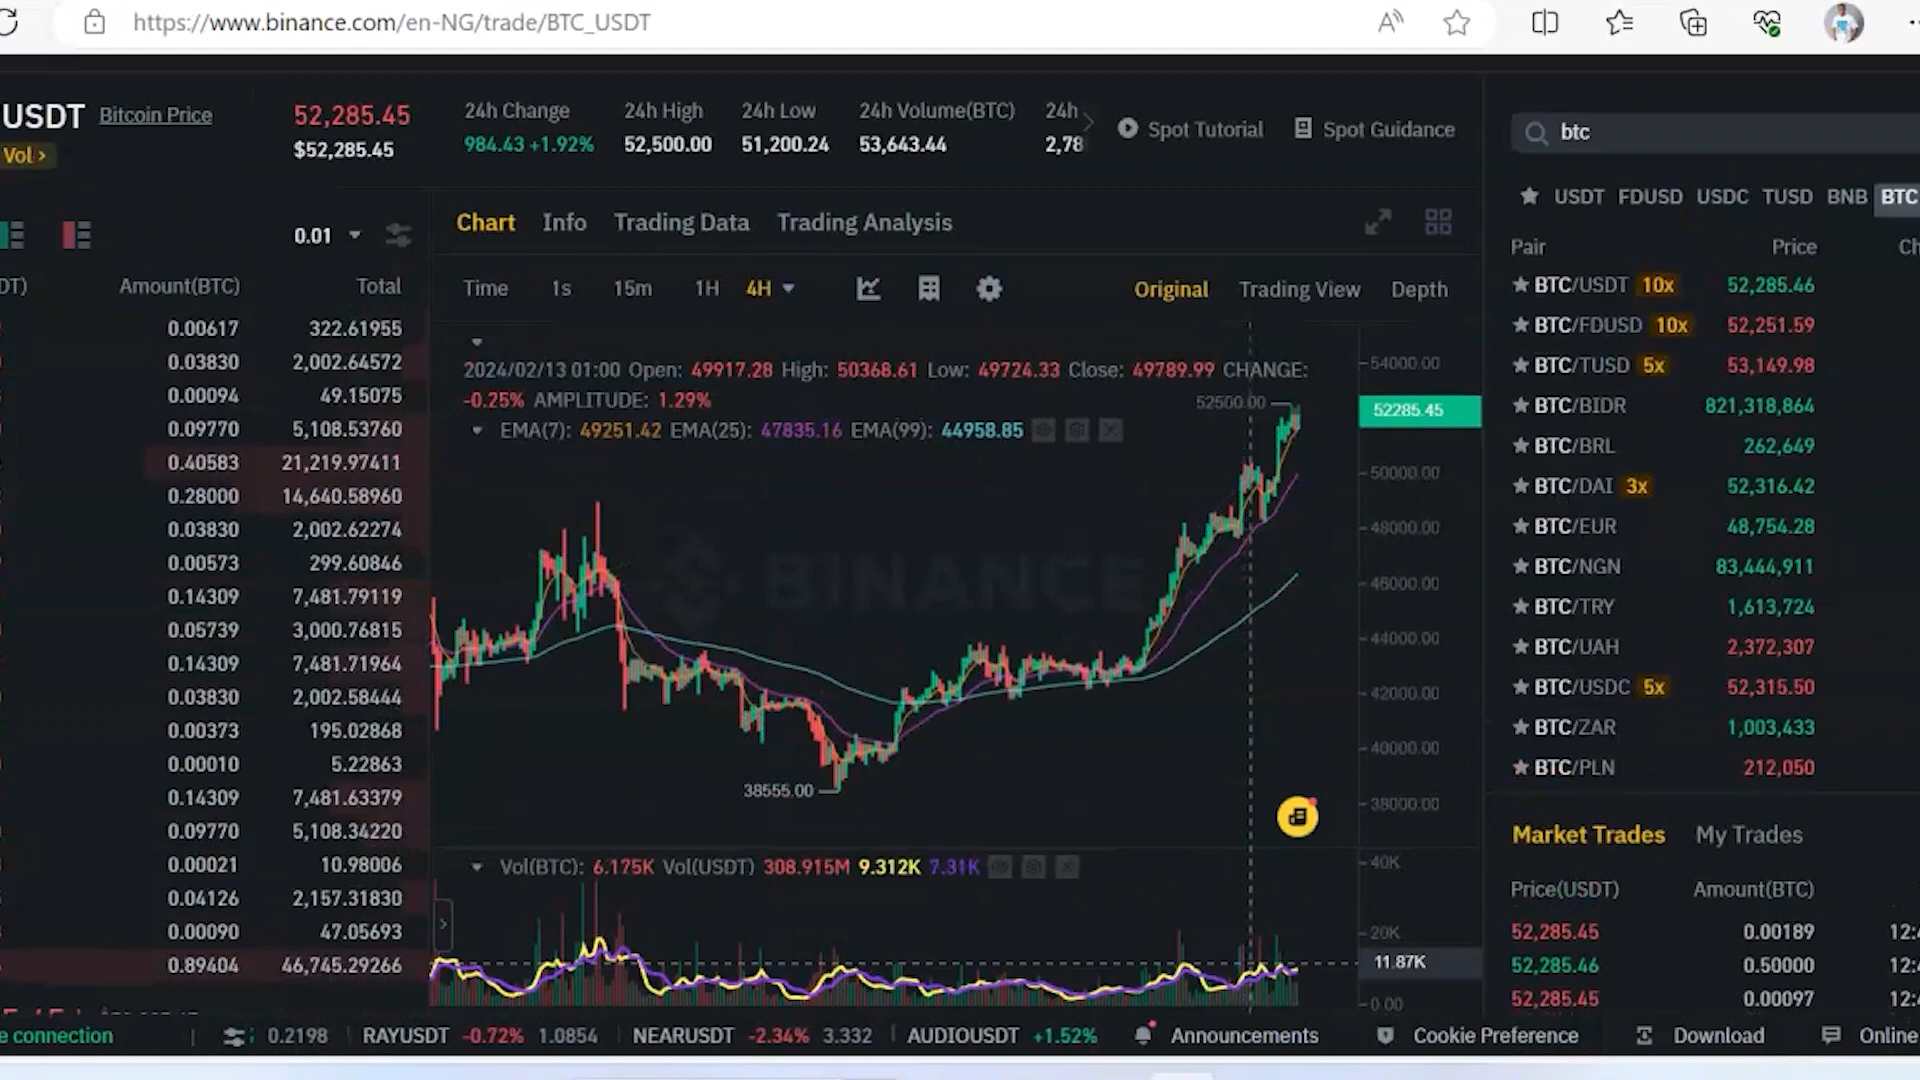 https://www.binance.com/en-NG/trade/BTC_USDT
USDT Bitcoin Price
Vol >
52,285.45
$52,285.45
24h Change
984.43 +1.92%
24h High
52,500.00
24h Low
51,200.24
24h Volume(BTC)
53,643.44
24h
2,78
Spot Tutorial
Spot Guidance
btc
USDT FDUSD USDC TUSD BNB BTC
0.01
Chart Info Trading Data Trading Analysis
Time 1s 15m 1H 4H
Original Trading View Depth
DT) Amount(BTC) Total
0.00617 322.61955
0.03830 2,002.64572
0.00094 49.15075
0.09770 5,108.53760
0.40583 21,219.97411
0.28000 14,640.58960
0.03830 2,002.62274
0.00573 299.60846
0.14309 7,481.79119
0.05739 3,000.76815
0.14309 7,481.71964
0.03830 2,002.58444
0.00373 195.02868
0.00010 5.22863
0.14309 7,481.63379
0.09770 5,108.34220
0.00021 10.98006
0.04126 2,157.31830
0.00090 47.05693
0.89404 46,745.29266
2024/02/13 01:00 Open: 49917.28 High: 50368.61 Low: 49724.33 Close: 49789.99 CHANGE:
-0.25% AMPLITUDE: 1.29%
EMA(7): 49251.42 EMA(25): 47835.16 EMA(99): 44958.85
52500.00
38555.00
BINANCE
54000.00
52285.45
50000.00
48000.00
46000.00
44000.00
42000.00
40000.00
38000.00
Vol(BTC): 6.175K Vol(USDT) 308.915M 9.312K 7.31K
40K
20K
11.87K
0.00
Pair Price Ch
BTC/USDT 10x 52,285.46
BTC/FDUSD 10x 52,251.59
BTC/TUSD 5x 53,149.98
BTC/BIDR 821,318,864
BTC/BRL 262,649
BTC/DAI 3x 52,316.42
BTC/EUR 48,754.28
BTC/NGN 83,444,911
BTC/TRY 1,613,724
BTC/UAH 2,372,307
BTC/USDC 5x 52,315.50
BTC/ZAR 1,003,433
BTC/PLN 212,050
Market Trades My Trades
Price(USDT) Amount(BTC)
52,285.45 0.00189 12:
52,285.46 0.50000 12:
52,285.45 0.00097 12:
e connection
0.2198 RAYUSDT -0.72% 1.0854 NEARUSDT -2.34% 3.332 AUDIOUSDT +1.52%
Announcements Cookie Preference Download Online